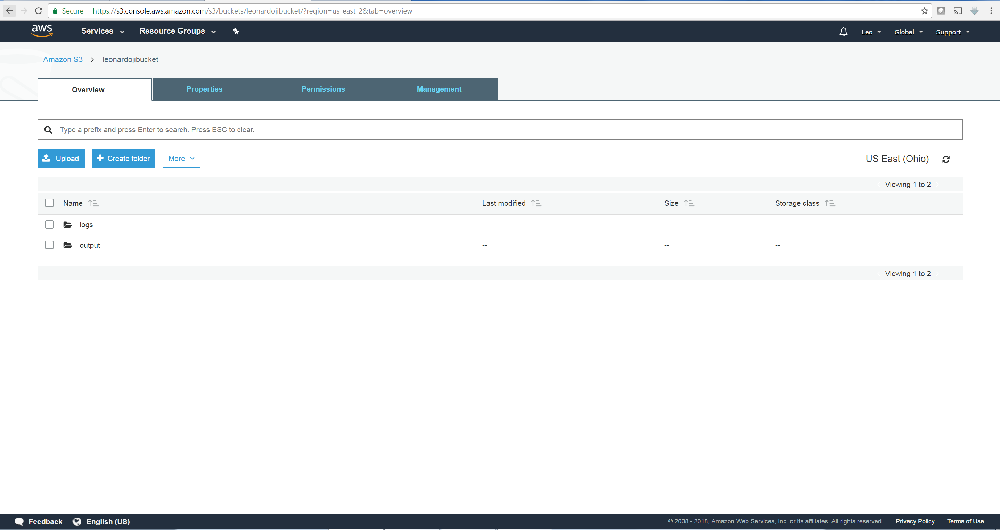 Secure https://s3.console.aws.amazon.com/s3/buckets/leonardojibucket/?region=us-east-2&tab=overview
aws Services Resource Groups Leo Global Support
Amazon S3 > leonardojibucket
Overview Properties Permissions Management
Type a prefix and press Enter to search. Press ESC to clear.
Upload Create folder More US East (Ohio)
Viewing 1 to 2
Name Last modified Size Storage class
logs -- -- --
output -- -- --
Viewing 1 to 2
Feedback English (US) © 2008 - 2018, Amazon Web Services, Inc. or its affiliates. All rights reserved. Privacy Policy Terms of Use